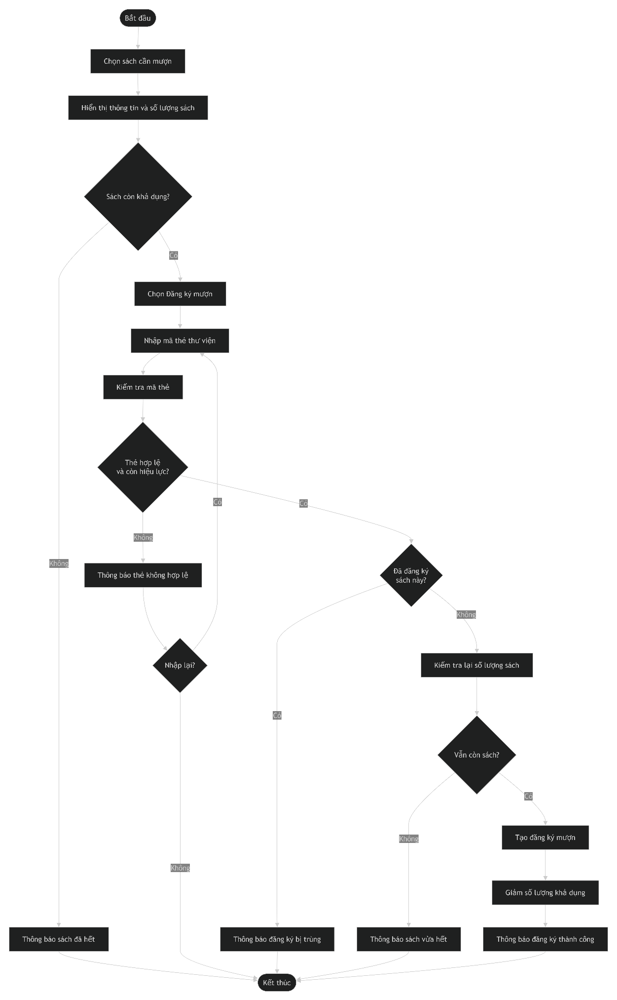 Bắt đầu
Chọn sách cần mượn
Hiển thị thông tin và số lượng sách
Sách còn khả dụng?
Có
Chọn Đăng ký mượn
Nhập mã thẻ thư viện
Kiểm tra mã thẻ
Thẻ hợp lệ
và còn hiệu lực?
Có
Có
Không
Không
Thông báo thẻ không hợp lệ
Đã đăng ký
sách này?
Không
Nhập lại?
Kiểm tra lại số lượng sách
Có
Vẫn còn sách?
Có
Không
Tạo đăng ký mượn
Không
Giảm số lượng khả dụng
Thông báo sách đã hết
Thông báo đăng ký bị trùng
Thông báo sách vừa hết
Thông báo đăng ký thành công
Kết thúc